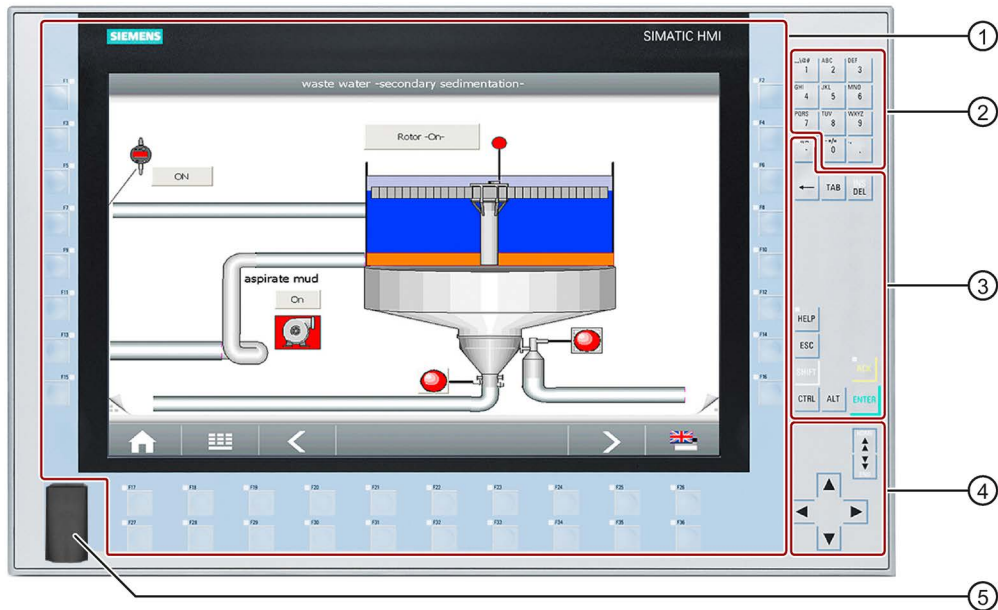 SIEMENS
SIMATIC HMI
waste water -secondary sedimentation-
Rotor -On-
ON
aspirate mud
On
F1
F3
F5
F7
F9
F11
F13
F15
F2
F4
F6
F8
F10
F12
F14
F16
F17 F18 F19 F20 F21 F22 F23 F24 F25 F26
F27 F28 F29 F30 F31 F32 F33 F34 F35 F36
1 ABC 2 DEF 3
GHI 4 JKL 5 MNO 6
PQRS 7 TUV 8 WXYZ 9
- 0 .
← TAB DEL
HELP
ESC
SHIFT ACK
CTRL ALT ENTER
1
2
3
4
5